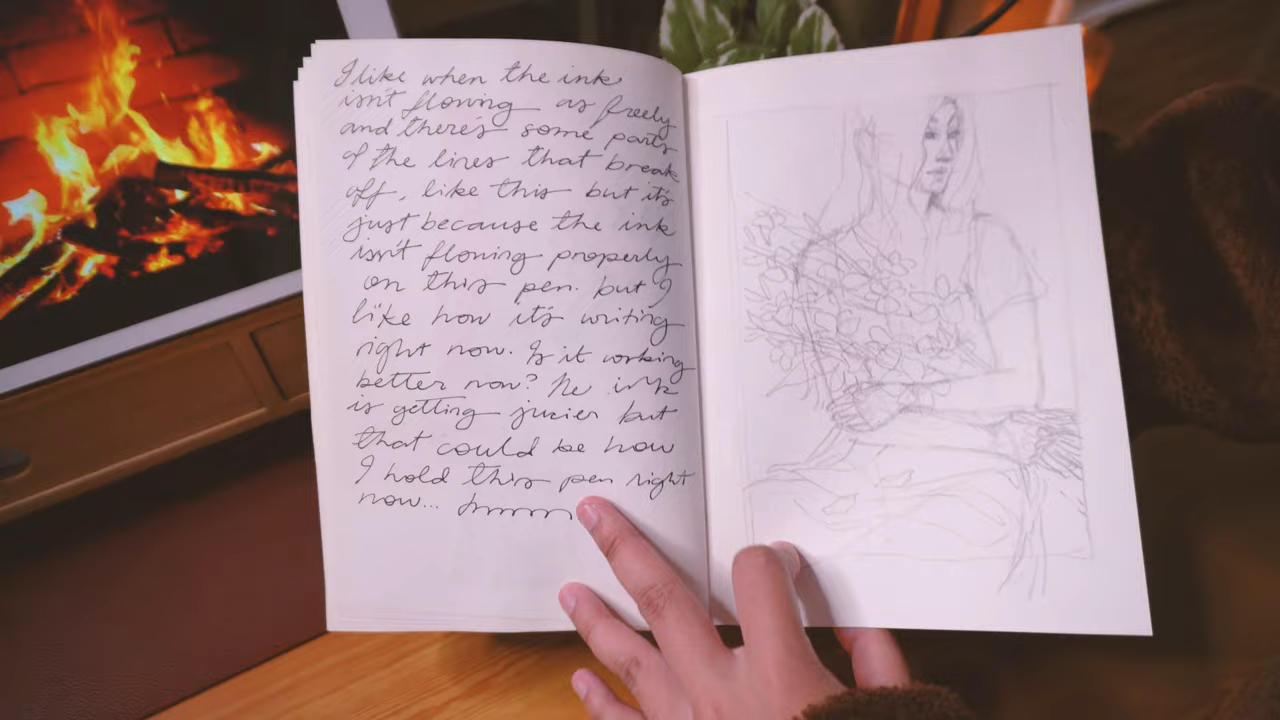 I like when the ink
isn't flowing as freely
and there's some parts
of the lines that break
off, like this but it's
just because the ink
isn't flowing properly
on this pen. but I
like how it's writing
right now. Is it working
better now? The ink
is getting juicier but
that could be how
I hold this pen right
now... hmmmm